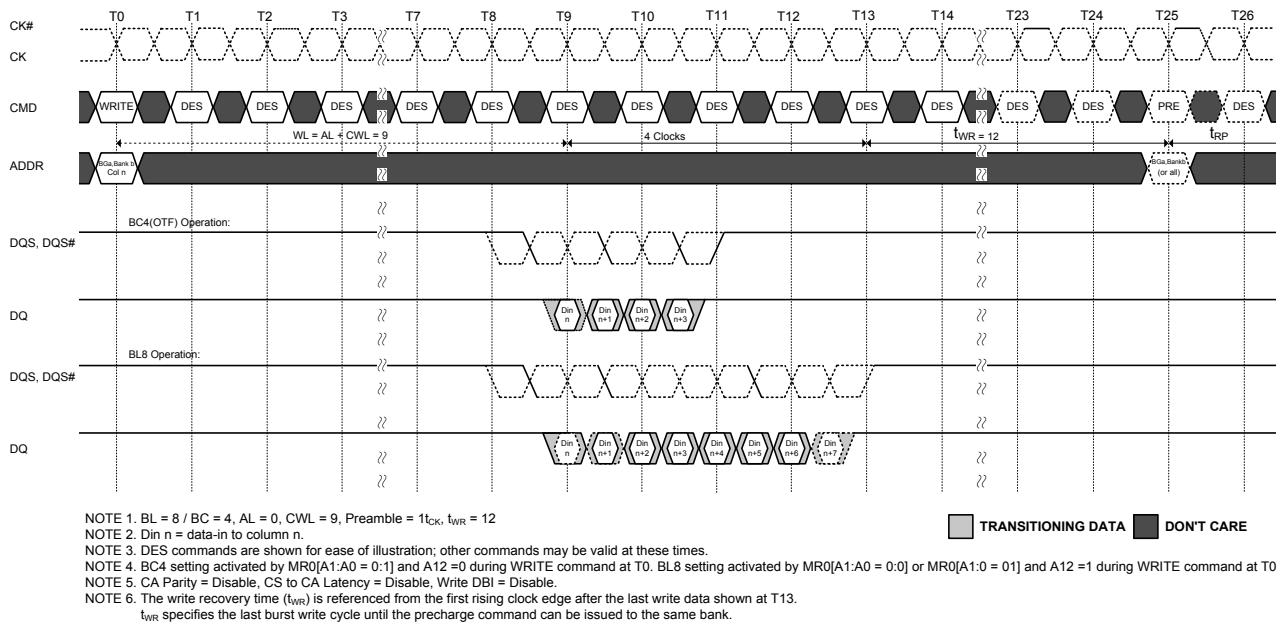 T0 T1 T2 T3 T7 T8 T9 T10 T11 T12 T13 T14 T23 T24 T25 T26
CK#
CK
CMD WRITE DES DES DES DES DES DES DES DES DES DES DES DES DES PRE DES
WL = AL + CWL = 9 4 Clocks tWR = 12 tRP
ADDR BGa,Bank b Col n BGa,Bankb (or all)
BC4(OTF) Operation:
DQS, DQS#
DQ Din n Din n+1 Din n+2 Din n+3
BL8 Operation:
DQS, DQS#
DQ Din n Din n+1 Din n+2 Din n+3 Din n+4 Din n+5 Din n+6 Din n+7
NOTE 1. BL = 8 / BC = 4, AL = 0, CWL = 9, Preamble = 1tCK, tWR = 12
NOTE 2. Din n = data-in to column n.
TRANSITIONING DATA DON'T CARE
NOTE 3. DES commands are shown for ease of illustration; other commands may be valid at these times.
NOTE 4. BC4 setting activated by MR0[A1:A0 = 0:1] and A12 =0 during WRITE command at T0. BL8 setting activated by MR0[A1:A0 = 0:0] or MR0[A1:0 = 01] and A12 =1 during WRITE command at T0
NOTE 5. CA Parity = Disable, CS to CA Latency = Disable, Write DBI = Disable.
NOTE 6. The write recovery time (tWR) is referenced from the first rising clock edge after the last write data shown at T13.
tWR specifies the last burst write cycle until the precharge command can be issued to the same bank.